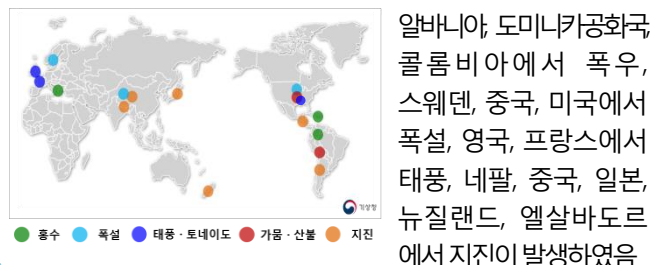 알바니아, 도미니카공화국,
콜롬비아에서 폭우,
스웨덴, 중국, 미국에서
폭설, 영국, 프랑스에서
태풍, 네팔, 중국, 일본,
뉴질랜드, 엘살바도르
에서 지진이 발생하였음
기상청
홍수 폭설 태풍 · 토네이도 가뭄 · 산불 지진